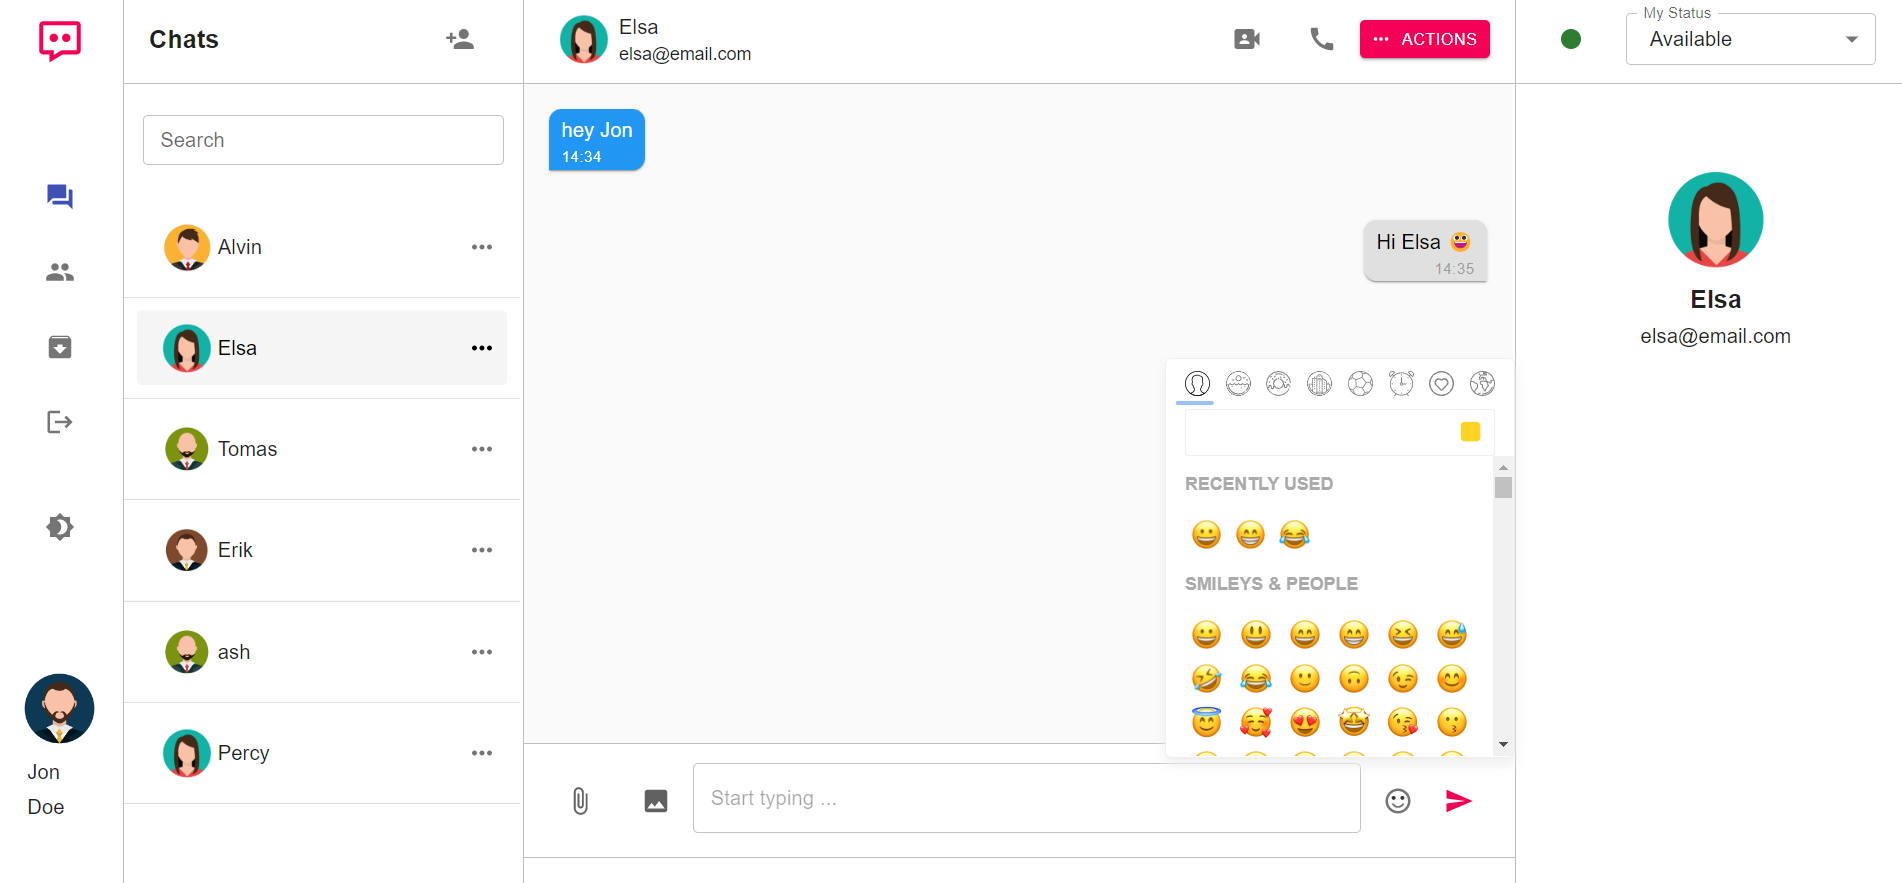 Chats
Search
Alvin
Elsa
Tomas
Erik
ash
Percy
Jon
Doe
Elsa
elsa@email.com
ACTIONS
hey Jon
14:34
Hi Elsa 😀
14:35
RECENTLY USED
SMILEYS & PEOPLE
Start typing ...
My Status
Available
Elsa
elsa@email.com